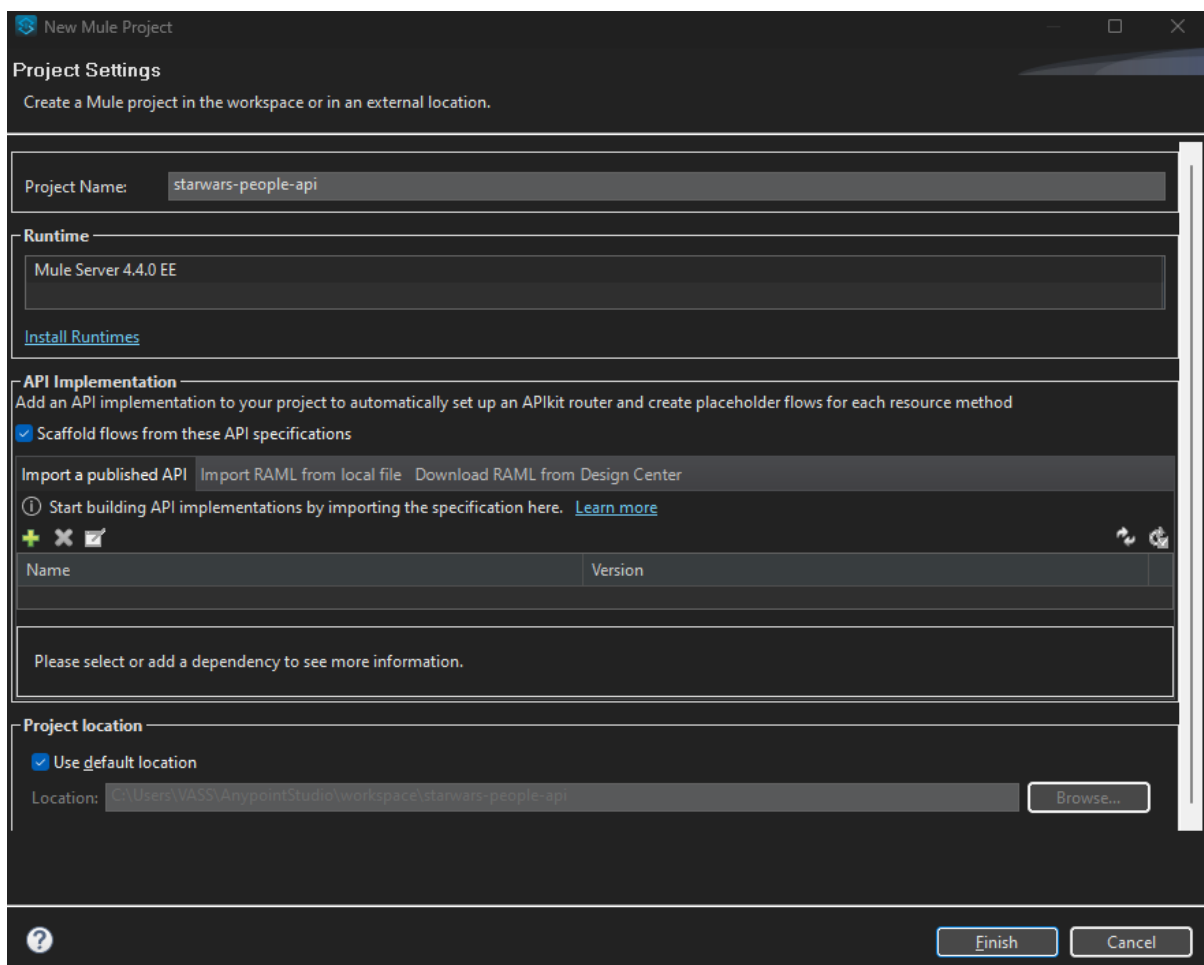 New Mule Project
Project Settings
Create a Mule project in the workspace or in an external location.
Project Name: starwars-people-api
Runtime
Mule Server 4.4.0 EE
Install Runtimes
API Implementation
Add an API implementation to your project to automatically set up an APIkit router and create placeholder flows for each resource method
Scaffold flows from these API specifications
Import a published API Import RAML from local file Download RAML from Design Center
Start building API implementations by importing the specification here. Learn more
Name Version
Please select or add a dependency to see more information.
Project location
Use default location
Location: C:\Users\VASS\AnypointStudio\workspace\starwars-people-api Browse...
? Finish Cancel